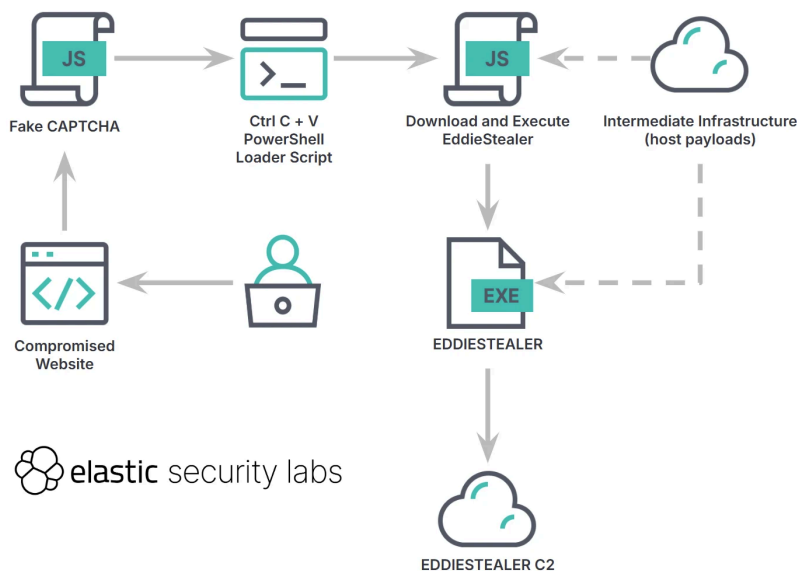 JS
Fake CAPTCHA
Ctrl C + V
PowerShell
Loader Script
JS
Download and Execute
EddieStealer
Intermediate Infrastructure
(host payloads)
</>
Compromised
Website
EXE
EDDIESTEALER
elastic security labs
EDDIESTEALER C2